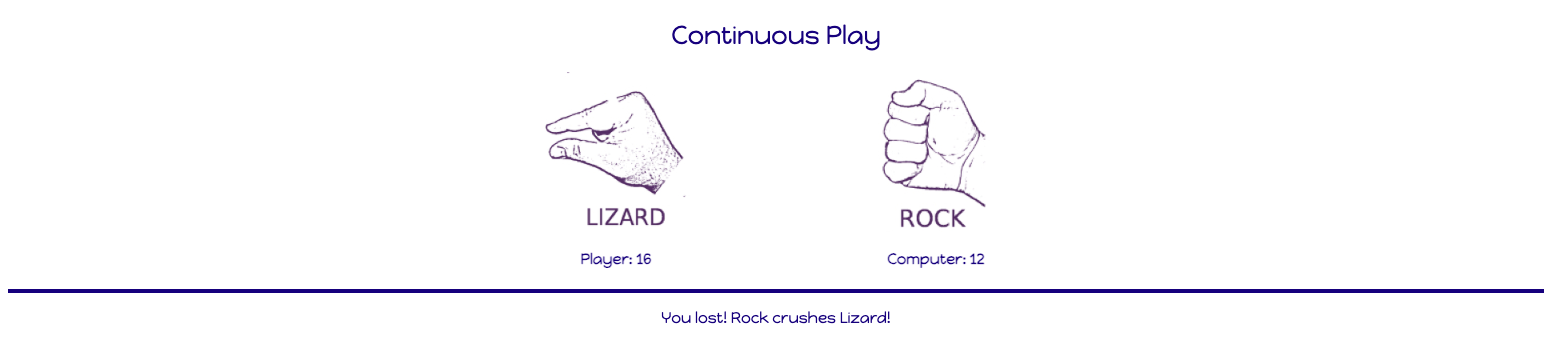 Continuous Play
LIZARD
ROCK
Player: 16
Computer: 12
You lost! Rock crushes Lizard!